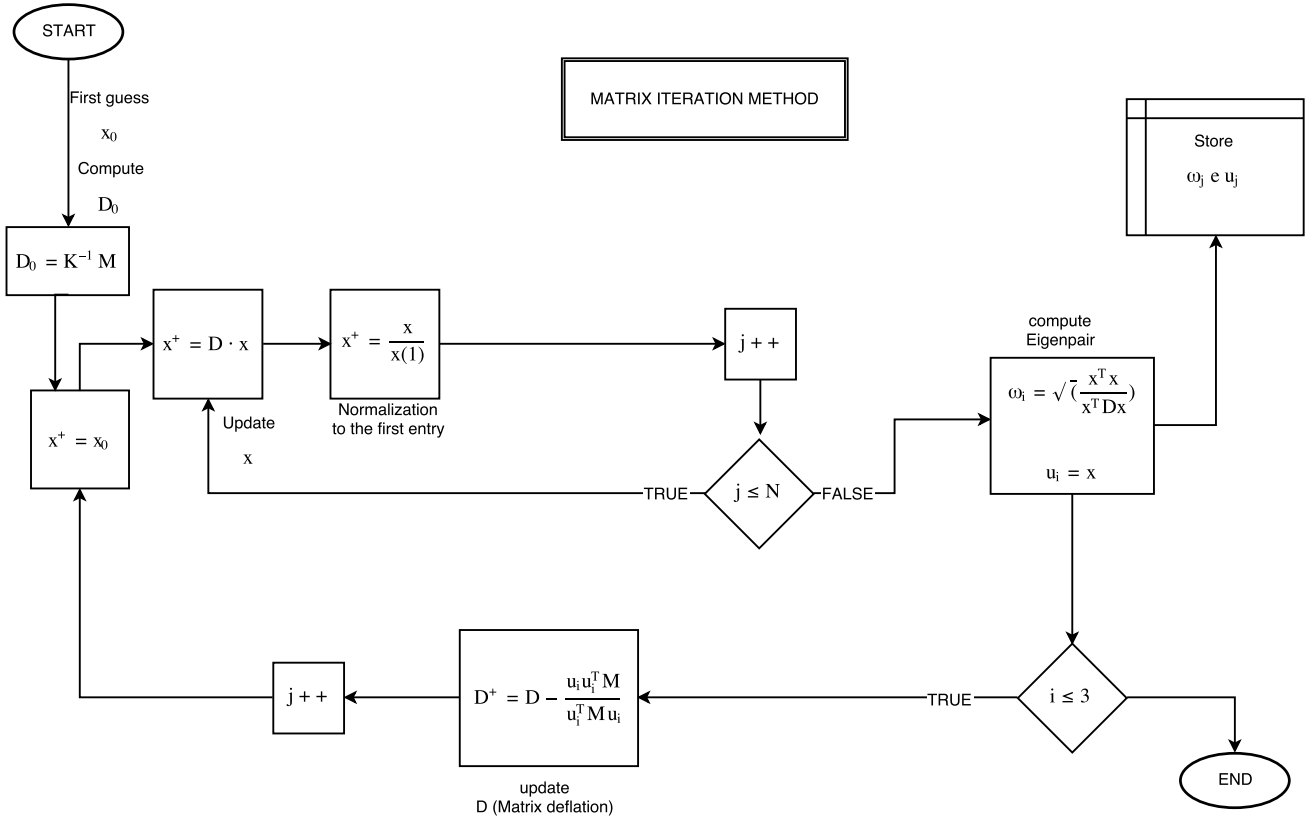 START
First guess
x₀
Compute
D₀
MATRIX ITERATION METHOD
Store
ωⱼ e uⱼ
D₀ = K⁻¹ M
x⁺ = x₀
x⁺ = D · x
x⁺ = x / x(1)
Normalization
to the first entry
Update
x
j + +
j ≤ N
TRUE
FALSE
compute
Eigenpair
ωᵢ = √‾(xᵀx / xᵀDx)
uᵢ = x
i ≤ 3
TRUE
END
D⁺ = D − uᵢuᵢᵀM / uᵢᵀMuᵢ
update
D (Matrix deflation)
j + +